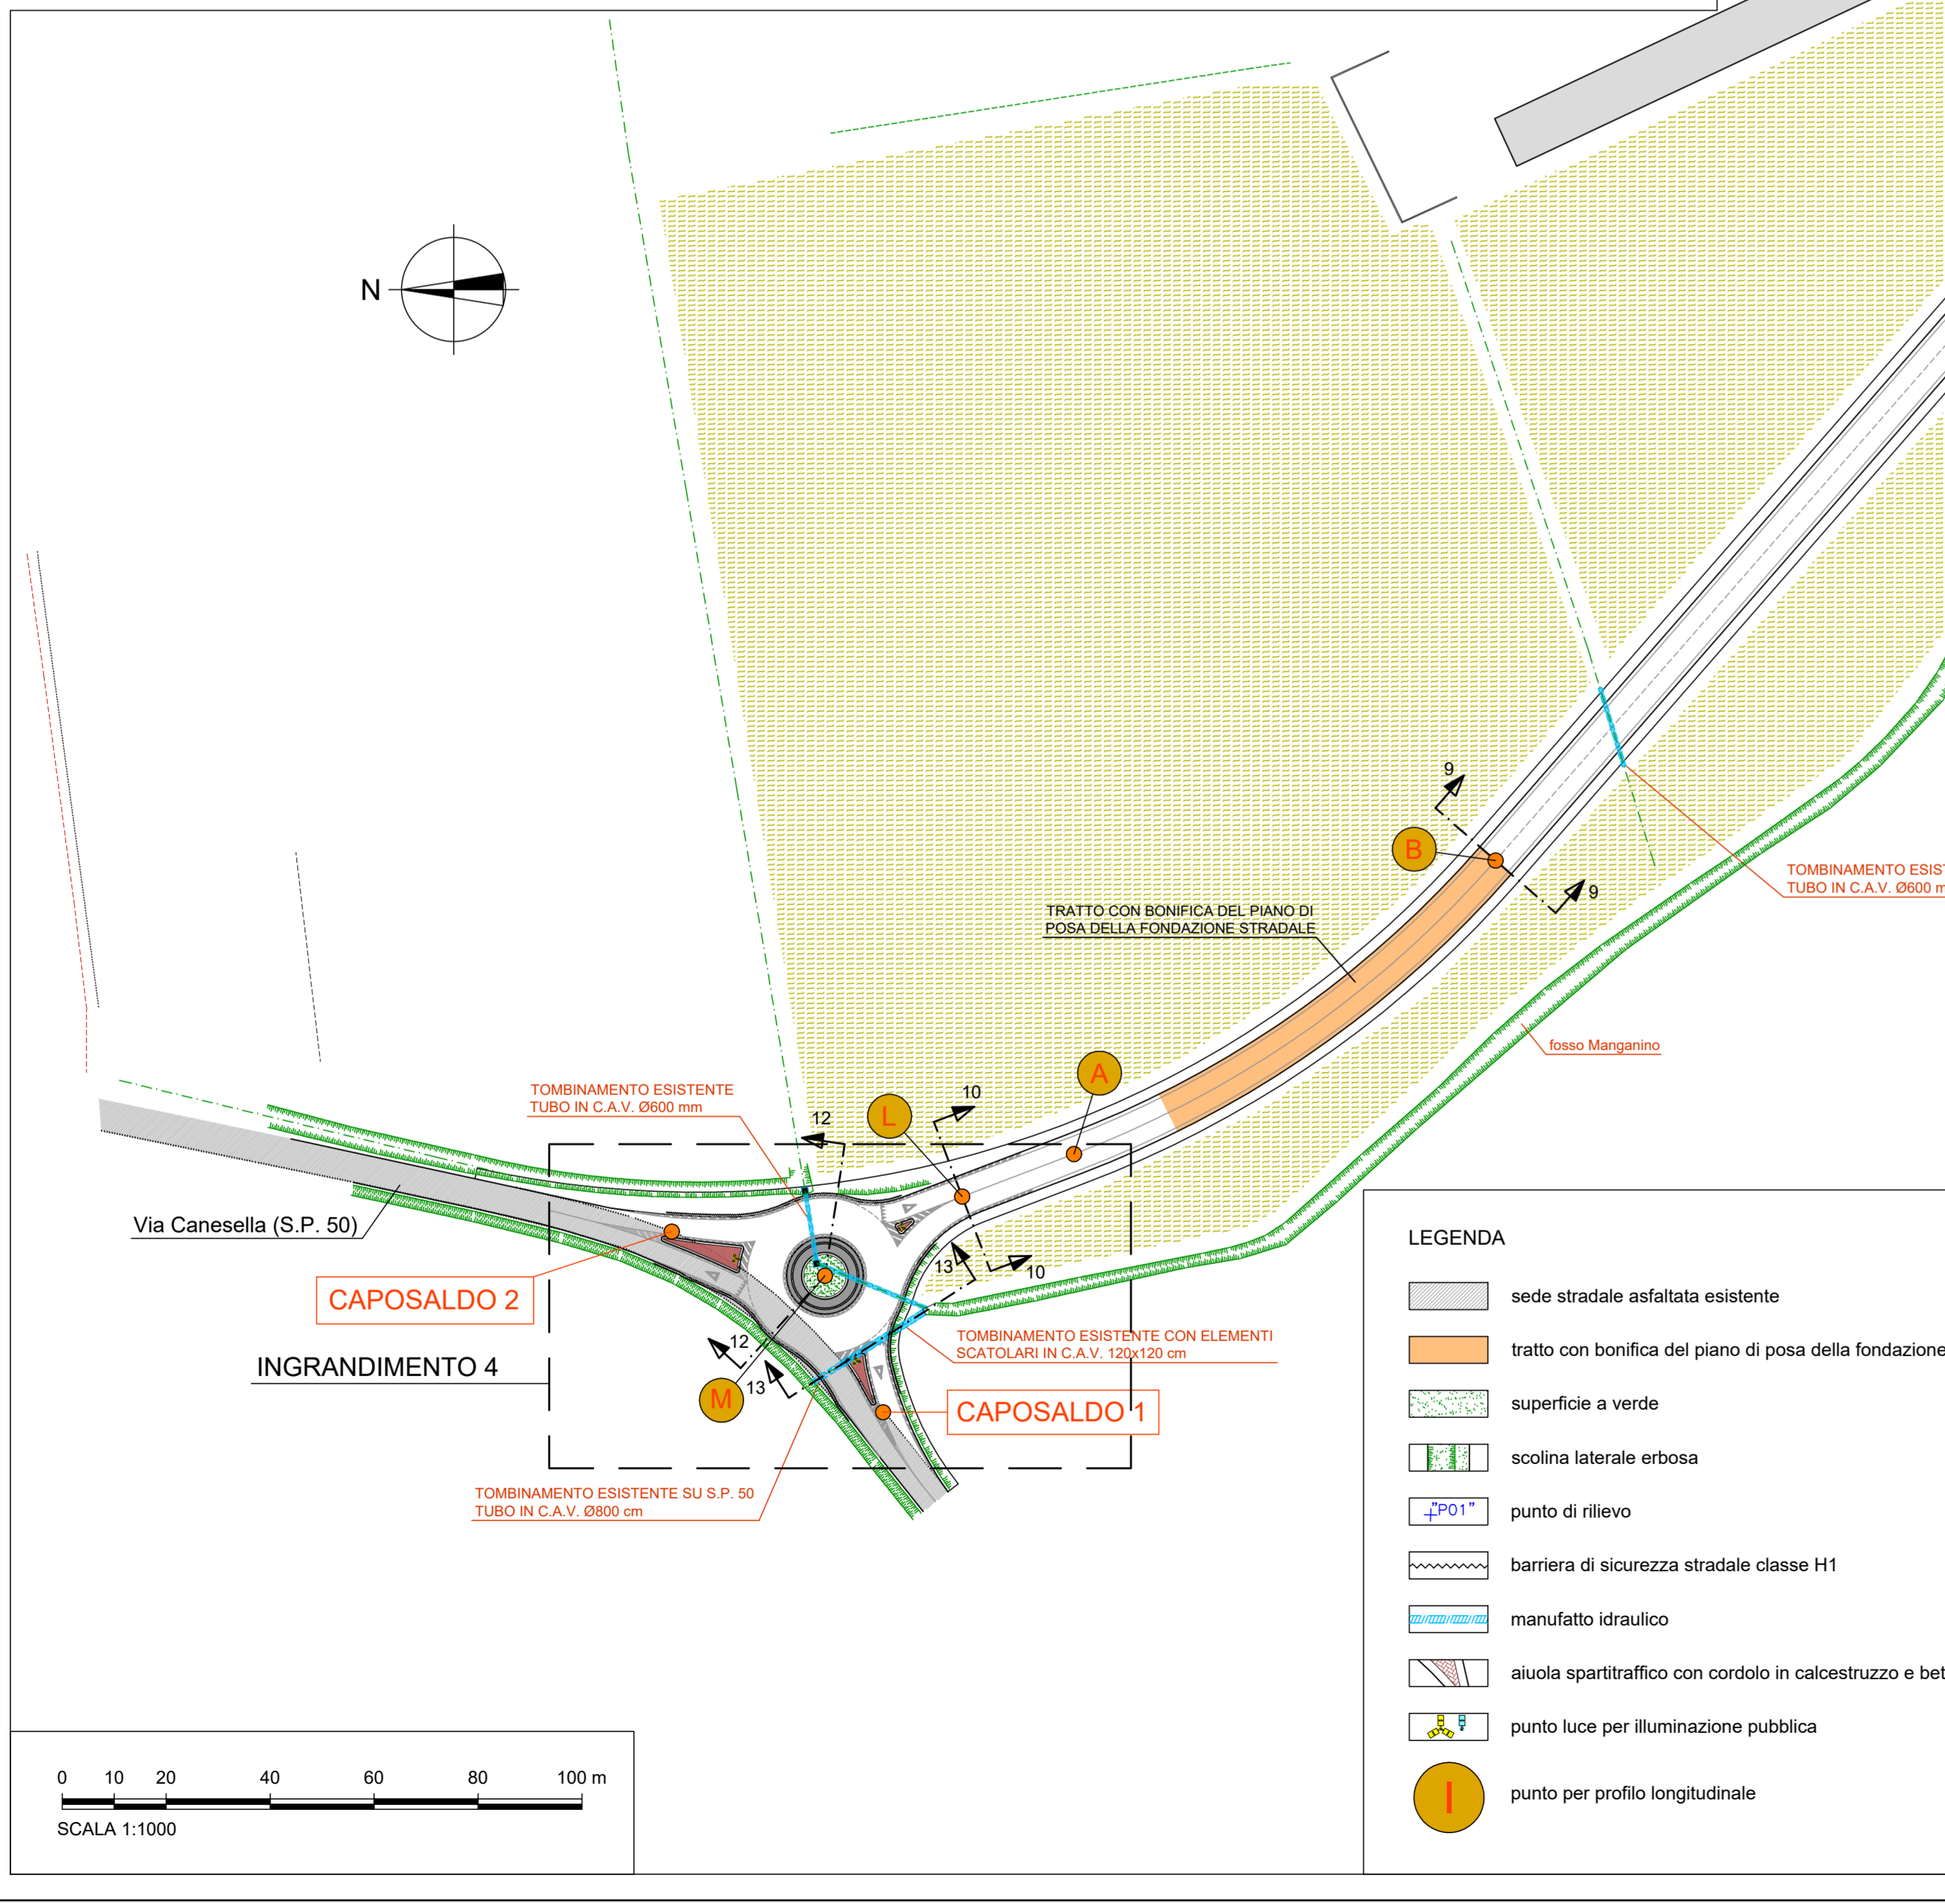 N
9
B
9
TOMBINAMENTO ESIST
TUBO IN C.A.V. Ø600 m
TRATTO CON BONIFICA DEL PIANO DI
POSA DELLA FONDAZIONE STRADALE
fosso Manganino
A
10
L
TOMBINAMENTO ESISTENTE
TUBO IN C.A.V. Ø600 mm
12
Via Canesella (S.P. 50)
13
10
CAPOSALDO 2
TOMBINAMENTO ESISTENTE CON ELEMENTI
SCATOLARI IN C.A.V. 120x120 cm
12
INGRANDIMENTO 4
13
M
CAPOSALDO 1
TOMBINAMENTO ESISTENTE SU S.P. 50
TUBO IN C.A.V. Ø800 cm
LEGENDA
sede stradale asfaltata esistente
tratto con bonifica del piano di posa della fondazione
superficie a verde
scolina laterale erbosa
"P01"
punto di rilievo
barriera di sicurezza stradale classe H1
manufatto idraulico
aiuola spartitraffico con cordolo in calcestruzzo e bet
punto luce per illuminazione pubblica
I
punto per profilo longitudinale
0 10 20 40 60 80 100 m
SCALA 1:1000